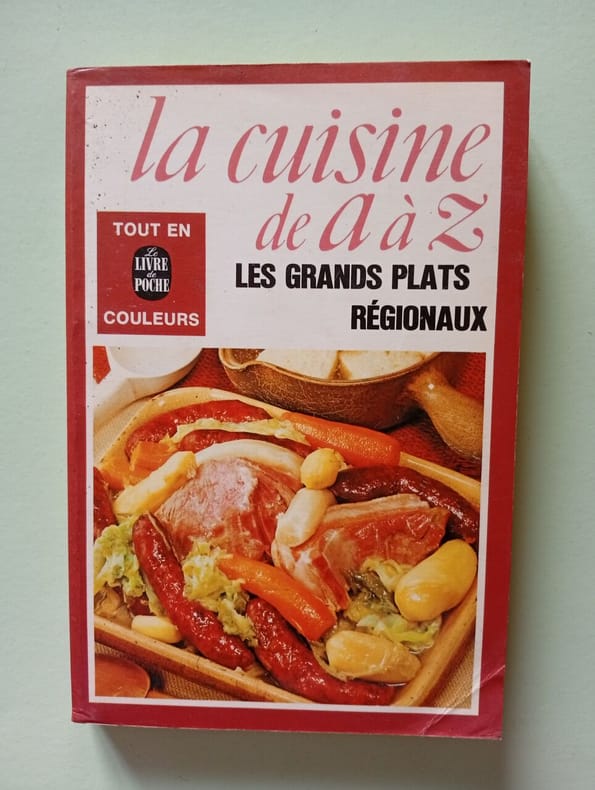 la cuisine
de a à z
LES GRANDS PLATS
RÉGIONAUX
TOUT EN
Le
LIVRE
de
POCHE
COULEURS